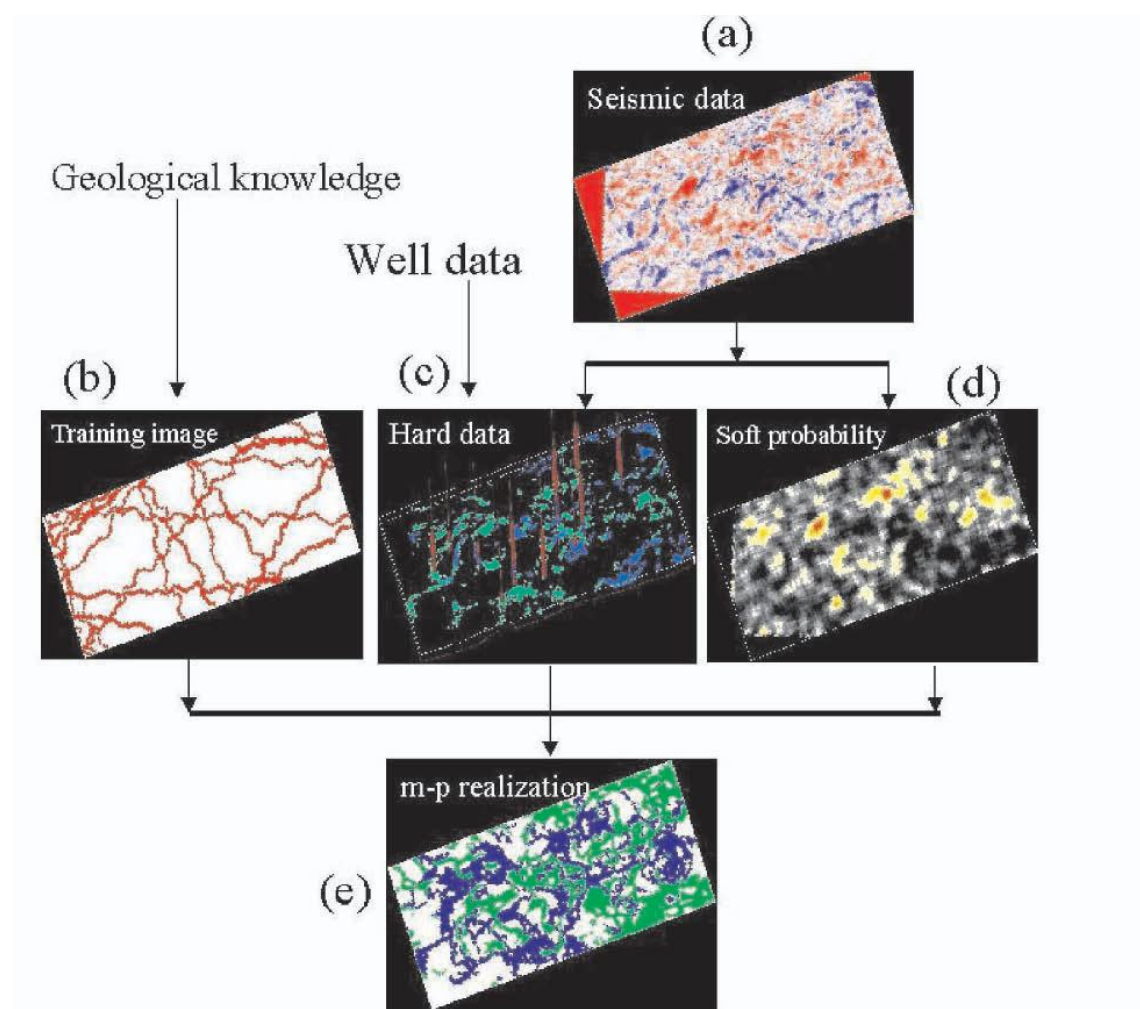 (a)
Seismic data
Geological knowledge
Well data
(b)
(c)
(d)
Training image
Hard data
Soft probability
m-p realization
(e)